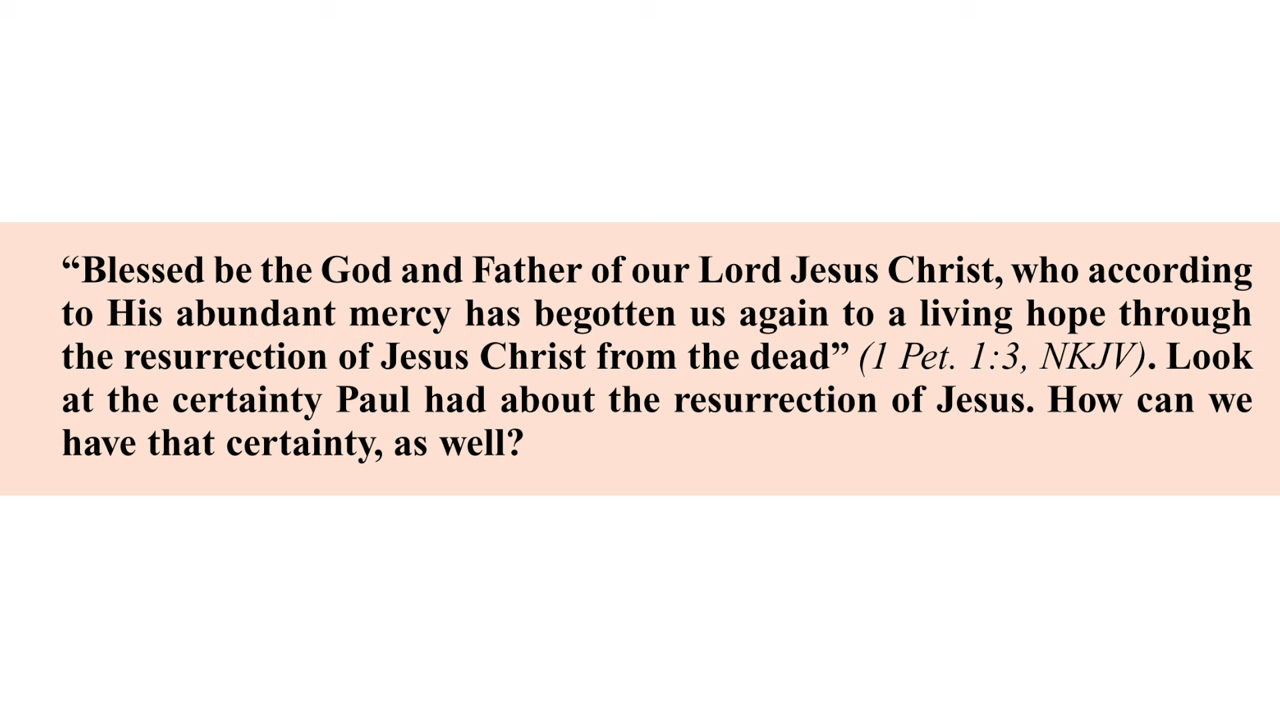 “Blessed be the God and Father of our Lord Jesus Christ, who according
to His abundant mercy has begotten us again to a living hope through
the resurrection of Jesus Christ from the dead” (1 Pet. 1:3, NKJV). Look
at the certainty Paul had about the resurrection of Jesus. How can we
have that certainty, as well?